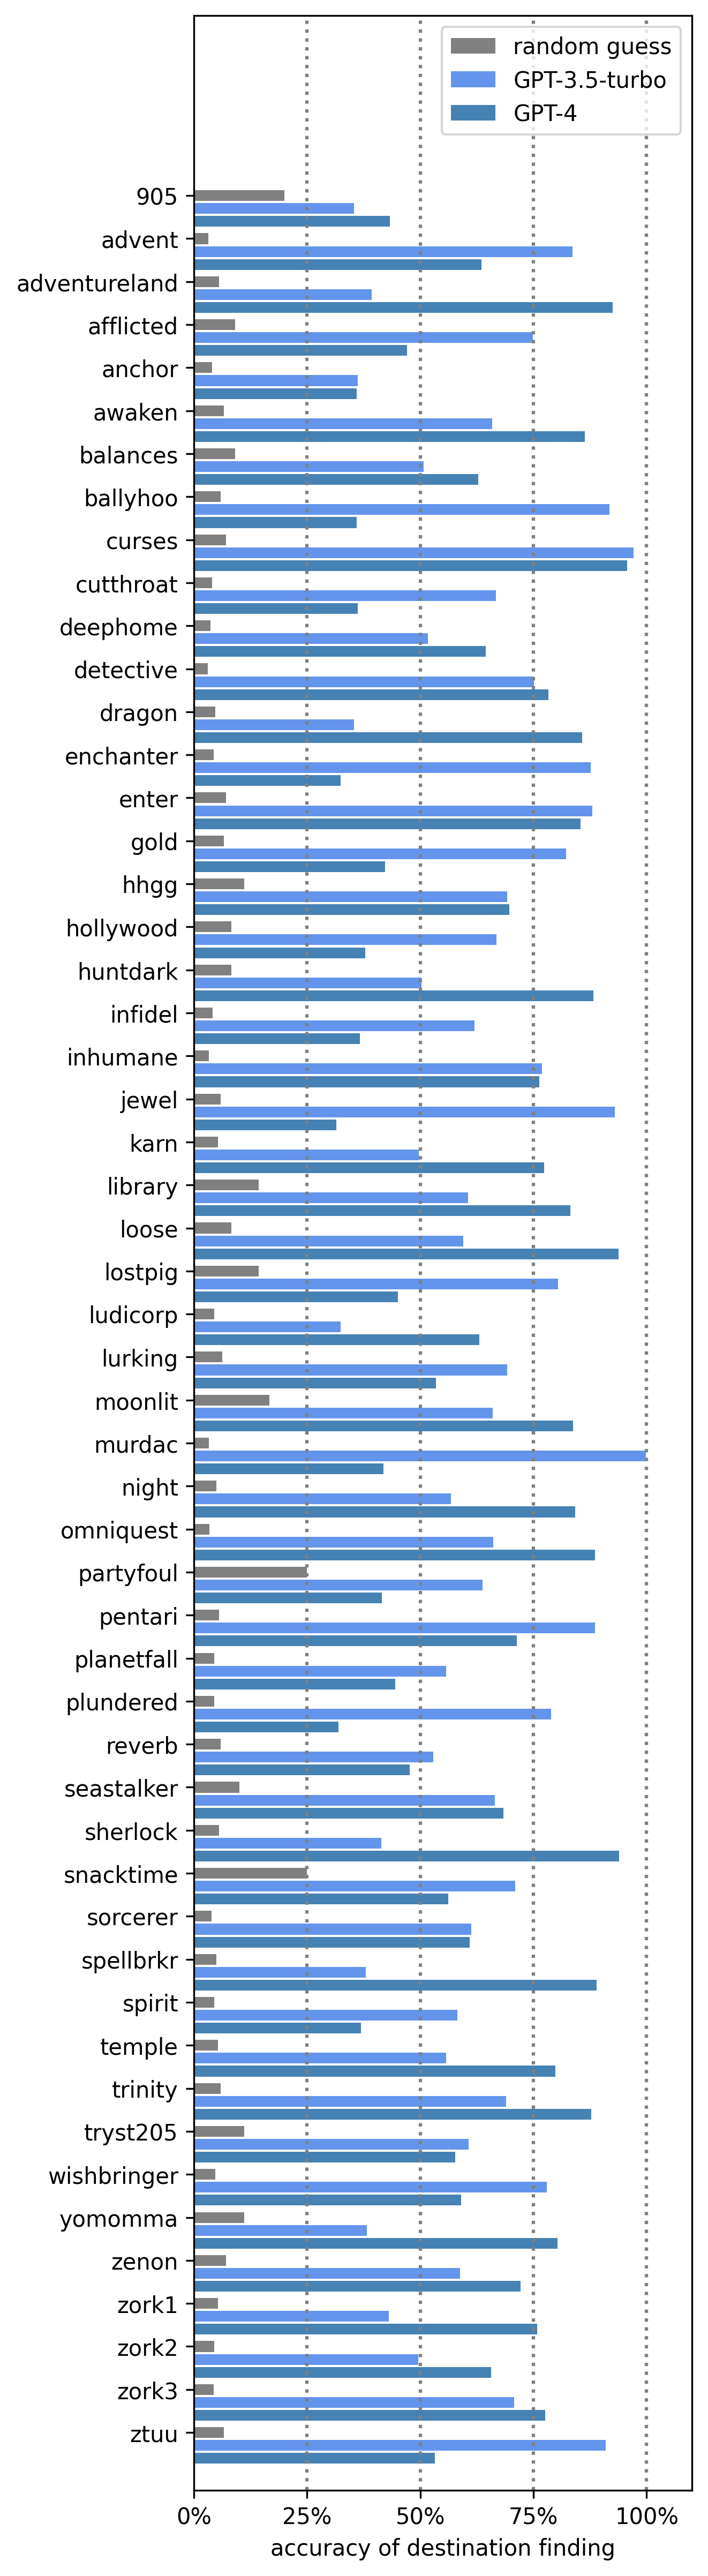 random guess
GPT-3.5-turbo
GPT-4
905
advent
adventureland
afflicted
anchor
awaken
balances
ballyhoo
curses
cutthroat
deephome
detective
dragon
enchanter
enter
gold
hhgg
hollywood
huntdark
infidel
inhumane
jewel
karn
library
loose
lostpig
ludicorp
lurking
moonlit
murdac
night
omniquest
partyfoul
pentari
planetfall
plundered
reverb
seastalker
sherlock
snacktime
sorcerer
spellbrkr
spirit
temple
trinity
tryst205
wishbringer
yomomma
zenon
zork1
zork2
zork3
ztuu
0% 25% 50% 75% 100%
accuracy of destination finding